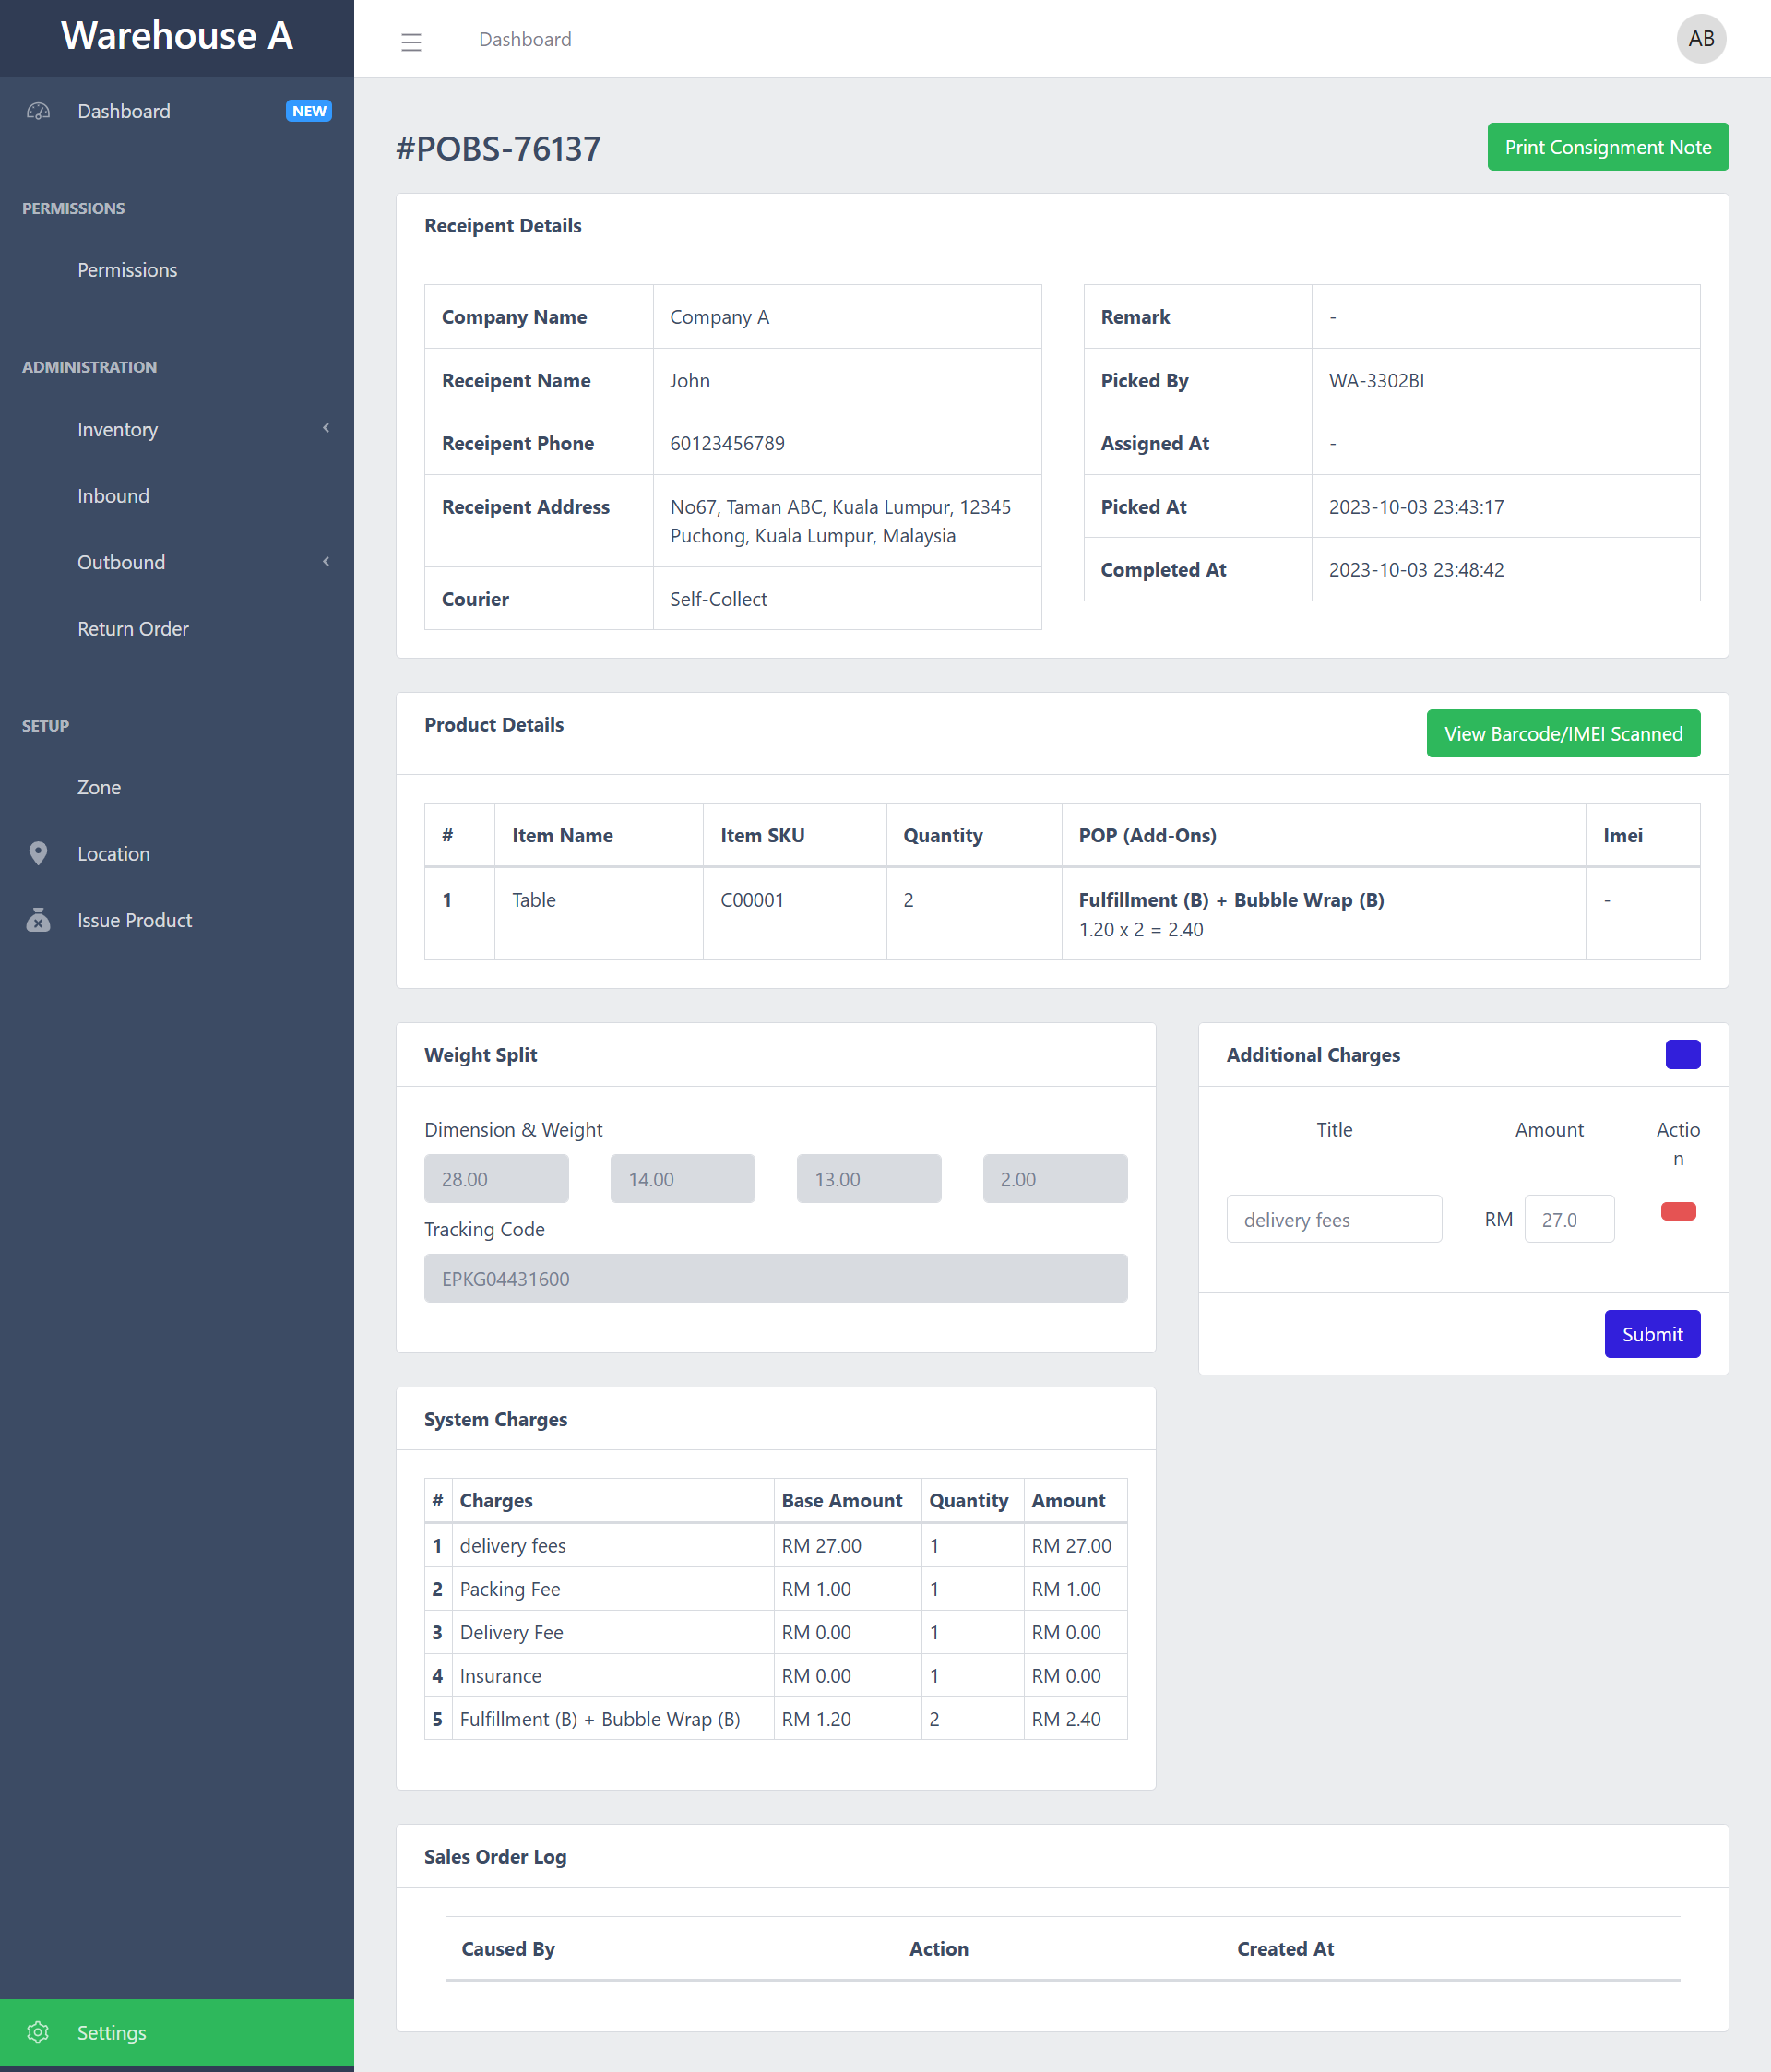 Warehouse A
Dashboard
AB
Dashboard NEW
PERMISSIONS
Permissions
ADMINISTRATION
Inventory
Inbound
Outbound
Return Order
SETUP
Zone
Location
Issue Product
Settings
#POBS-76137
Print Consignment Note
Receipent Details
Company Name Company A
Receipent Name John
Receipent Phone 60123456789
Receipent Address No67, Taman ABC, Kuala Lumpur, 12345
Puchong, Kuala Lumpur, Malaysia
Courier Self-Collect
Remark -
Picked By WA-3302BI
Assigned At -
Picked At 2023-10-03 23:43:17
Completed At 2023-10-03 23:48:42
Product Details
View Barcode/IMEI Scanned
# Item Name Item SKU Quantity POP (Add-Ons) Imei
1 Table C00001 2 Fulfillment (B) + Bubble Wrap (B) -
1.20 x 2 = 2.40
Weight Split
Dimension & Weight
28.00 14.00 13.00 2.00
Tracking Code
EPKG04431600
Additional Charges
Title Amount Actio
n
delivery fees RM 27.0
Submit
System Charges
# Charges Base Amount Quantity Amount
1 delivery fees RM 27.00 1 RM 27.00
2 Packing Fee RM 1.00 1 RM 1.00
3 Delivery Fee RM 0.00 1 RM 0.00
4 Insurance RM 0.00 1 RM 0.00
5 Fulfillment (B) + Bubble Wrap (B) RM 1.20 2 RM 2.40
Sales Order Log
Caused By Action Created At